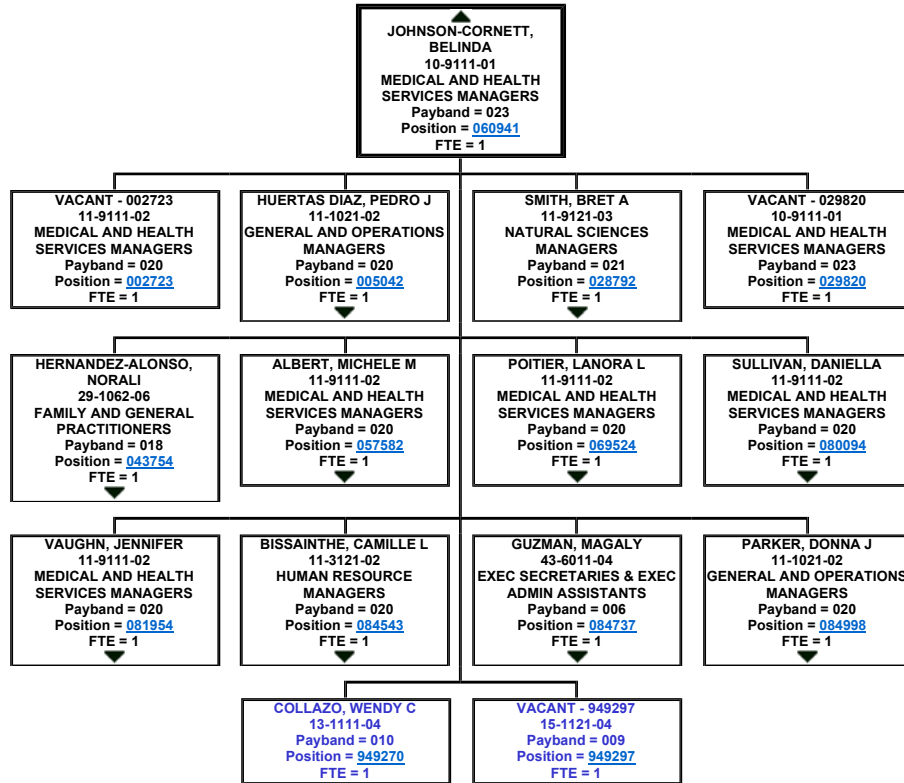 JOHNSON-CORNETT,
BELINDA
10-9111-01
MEDICAL AND HEALTH
SERVICES MANAGERS
Payband = 023
Position = 060941
FTE = 1
VACANT - 002723
11-9111-02
MEDICAL AND HEALTH
SERVICES MANAGERS
Payband = 020
Position = 002723
FTE = 1
HUERTAS DIAZ, PEDRO J
11-1021-02
GENERAL AND OPERATIONS
MANAGERS
Payband = 020
Position = 005042
FTE = 1
SMITH, BRET A
11-9121-03
NATURAL SCIENCES
MANAGERS
Payband = 021
Position = 028792
FTE = 1
VACANT - 029820
10-9111-01
MEDICAL AND HEALTH
SERVICES MANAGERS
Payband = 023
Position = 029820
FTE = 1
HERNANDEZ-ALONSO,
NORALI
29-1062-06
FAMILY AND GENERAL
PRACTITIONERS
Payband = 018
Position = 043754
FTE = 1
ALBERT, MICHELE M
11-9111-02
MEDICAL AND HEALTH
SERVICES MANAGERS
Payband = 020
Position = 057582
FTE = 1
POITIER, LANORA L
11-9111-02
MEDICAL AND HEALTH
SERVICES MANAGERS
Payband = 020
Position = 069524
FTE = 1
SULLIVAN, DANIELLA
11-9111-02
MEDICAL AND HEALTH
SERVICES MANAGERS
Payband = 020
Position = 080094
FTE = 1
VAUGHN, JENNIFER
11-9111-02
MEDICAL AND HEALTH
SERVICES MANAGERS
Payband = 020
Position = 081954
FTE = 1
BISSAINTHE, CAMILLE L
11-3121-02
HUMAN RESOURCE
MANAGERS
Payband = 020
Position = 084543
FTE = 1
GUZMAN, MAGALY
43-6011-04
EXEC SECRETARIES & EXEC
ADMIN ASSISTANTS
Payband = 006
Position = 084737
FTE = 1
PARKER, DONNA J
11-1021-02
GENERAL AND OPERATIONS
MANAGERS
Payband = 020
Position = 084998
FTE = 1
COLLAZO, WENDY C
13-1111-04
Payband = 010
Position = 949270
FTE = 1
VACANT - 949297
15-1121-04
Payband = 009
Position = 949297
FTE = 1